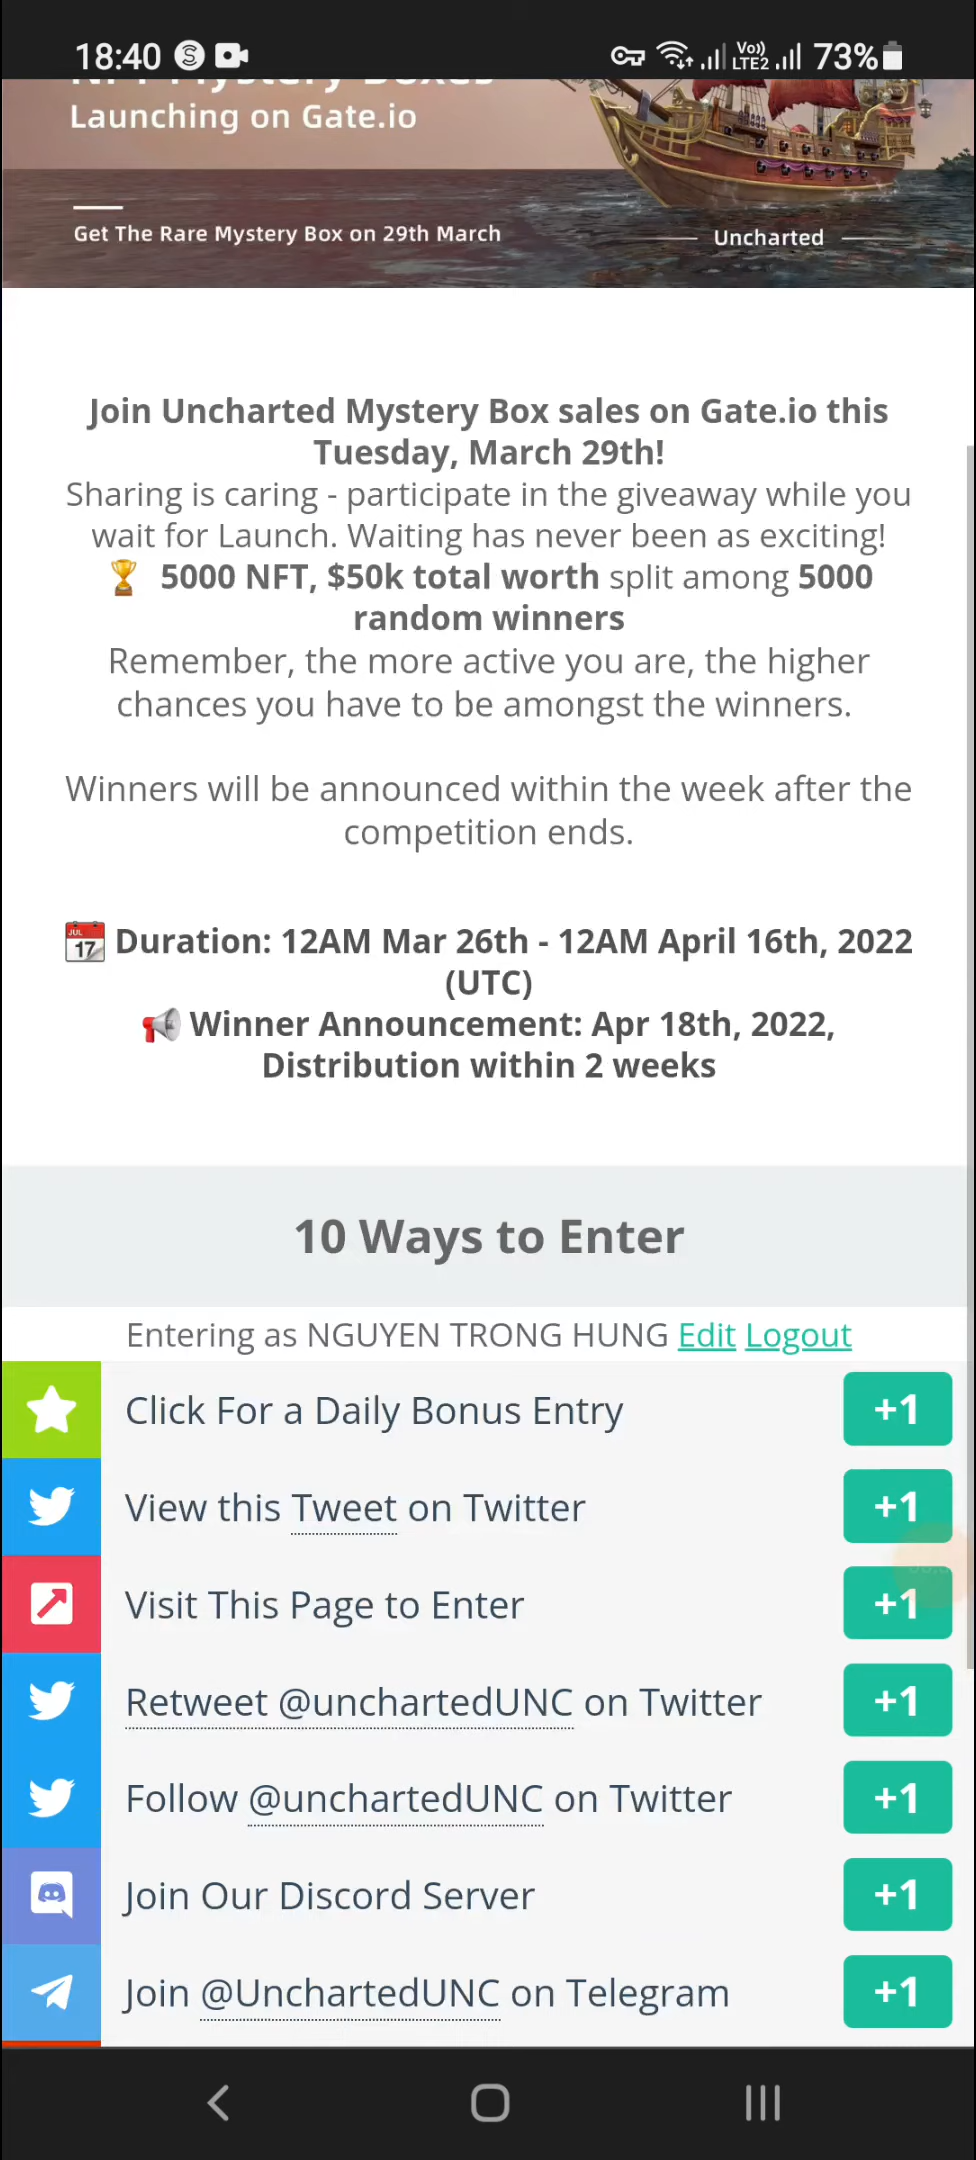 18:40
Vo)) LTE2 73%
NFT Mystery Boxes
Launching on Gate.io
Get The Rare Mystery Box on 29th March
Uncharted
Join Uncharted Mystery Box sales on Gate.io this
Tuesday, March 29th!
Sharing is caring - participate in the giveaway while you
wait for Launch. Waiting has never been as exciting!
🏆 5000 NFT, $50k total worth split among 5000
random winners
Remember, the more active you are, the higher
chances you have to be amongst the winners.
Winners will be announced within the week after the
competition ends.
📅 Duration: 12AM Mar 26th - 12AM April 16th, 2022
(UTC)
📢 Winner Announcement: Apr 18th, 2022,
Distribution within 2 weeks
10 Ways to Enter
Entering as NGUYEN TRONG HUNG Edit Logout
Click For a Daily Bonus Entry +1
View this Tweet on Twitter +1
Visit This Page to Enter +1
Retweet @unchartedUNC on Twitter +1
Follow @unchartedUNC on Twitter +1
Join Our Discord Server +1
Join @UnchartedUNC on Telegram +1